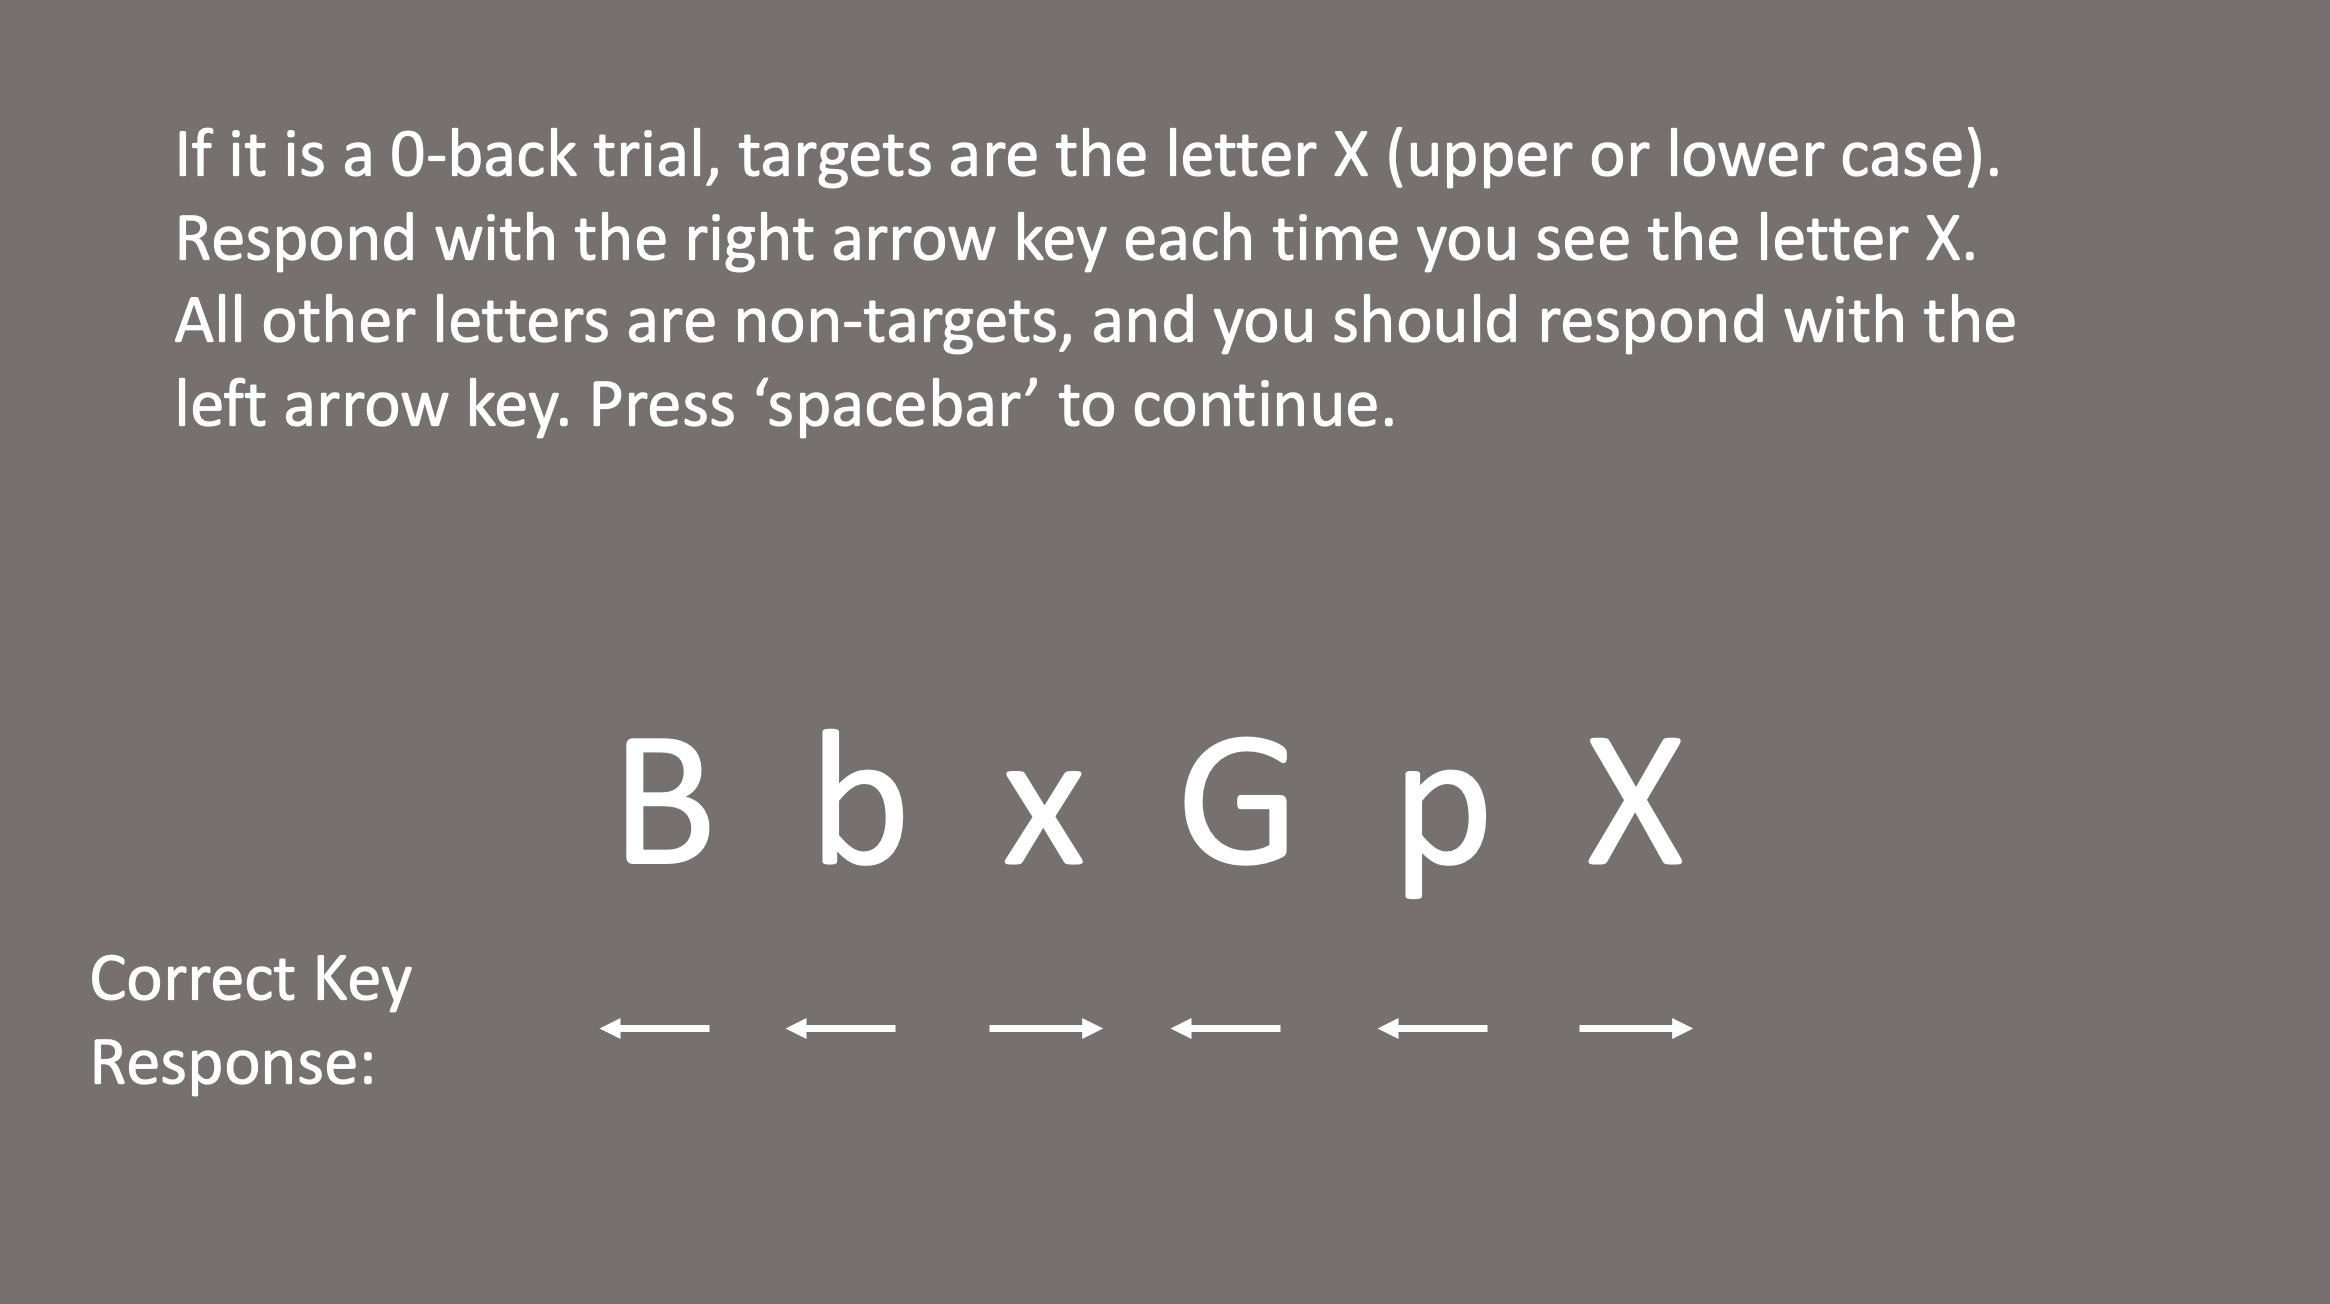 If it is a 0-back trial, targets are the letter X (upper or lower case).
Respond with the right arrow key each time you see the letter X.
All other letters are non-targets, and you should respond with the
left arrow key. Press ‘spacebar’ to continue.
B b x G p X
Correct Key
Response: